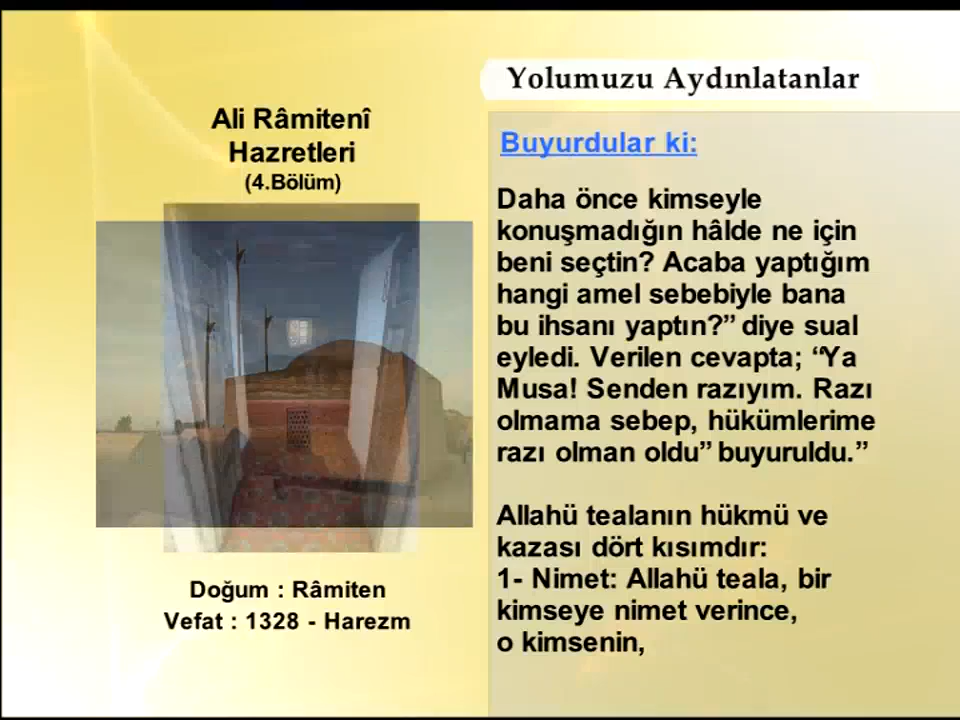 Yolumuzu Aydınlatanlar
Ali Râmitenî
Hazretleri
(4.Bölüm)
Doğum : Râmiten
Vefat : 1328 - Harezm
Buyurdular ki:
Daha önce kimseyle
konuşmadığın hâlde ne için
beni seçtin? Acaba yaptığım
hangi amel sebebiyle bana
bu ihsanı yaptın?” diye sual
eyledi. Verilen cevapta; “Ya
Musa! Senden razıyım. Razı
olmama sebep, hükümlerime
razı olman oldu” buyuruldu.”
Allahü tealanın hükmü ve
kazası dört kısımdır:
1- Nimet: Allahü teala, bir
kimseye nimet verince,
o kimsenin,